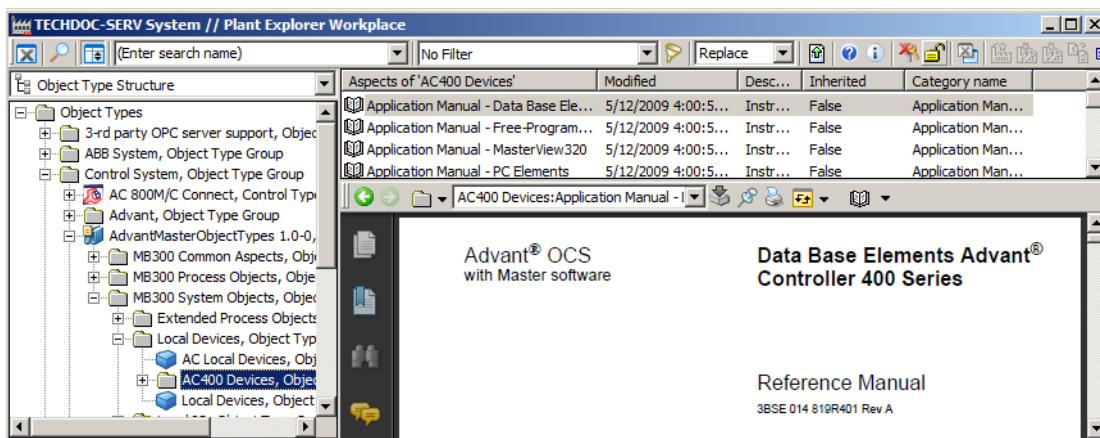 TECHDOC-SERV System // Plant Explorer Workplace
(Enter search name) No Filter Replace
Object Type Structure
Aspects of 'AC400 Devices' Modified Desc... Inherited Category name
Application Manual - Data Base Ele... 5/12/2009 4:00:5... Instr... False Application Man...
Application Manual - Free-Program... 5/12/2009 4:00:5... Instr... False Application Man...
Application Manual - MasterView320 5/12/2009 4:00:5... Instr... False Application Man...
Application Manual - PC Elements 5/12/2009 4:00:5... Instr... False Application Man...
Object Types
3-rd party OPC server support, Objec
ABB System, Object Type Group
Control System, Object Type Group
AC 800M/C Connect, Control Type
Advant, Object Type Group
AdvantMasterObjectTypes 1.0-0,
MB300 Common Aspects, Obje
MB300 Process Objects, Obje
MB300 System Objects, Objec
Extended Process Objects
Local Devices, Object Typ
AC Local Devices, Obj
AC400 Devices, Objec
Local Devices, Object
AC400 Devices:Application Manual -
Advant® OCS
with Master software
Data Base Elements Advant®
Controller 400 Series
Reference Manual
3BSE 014 819R401 Rev A